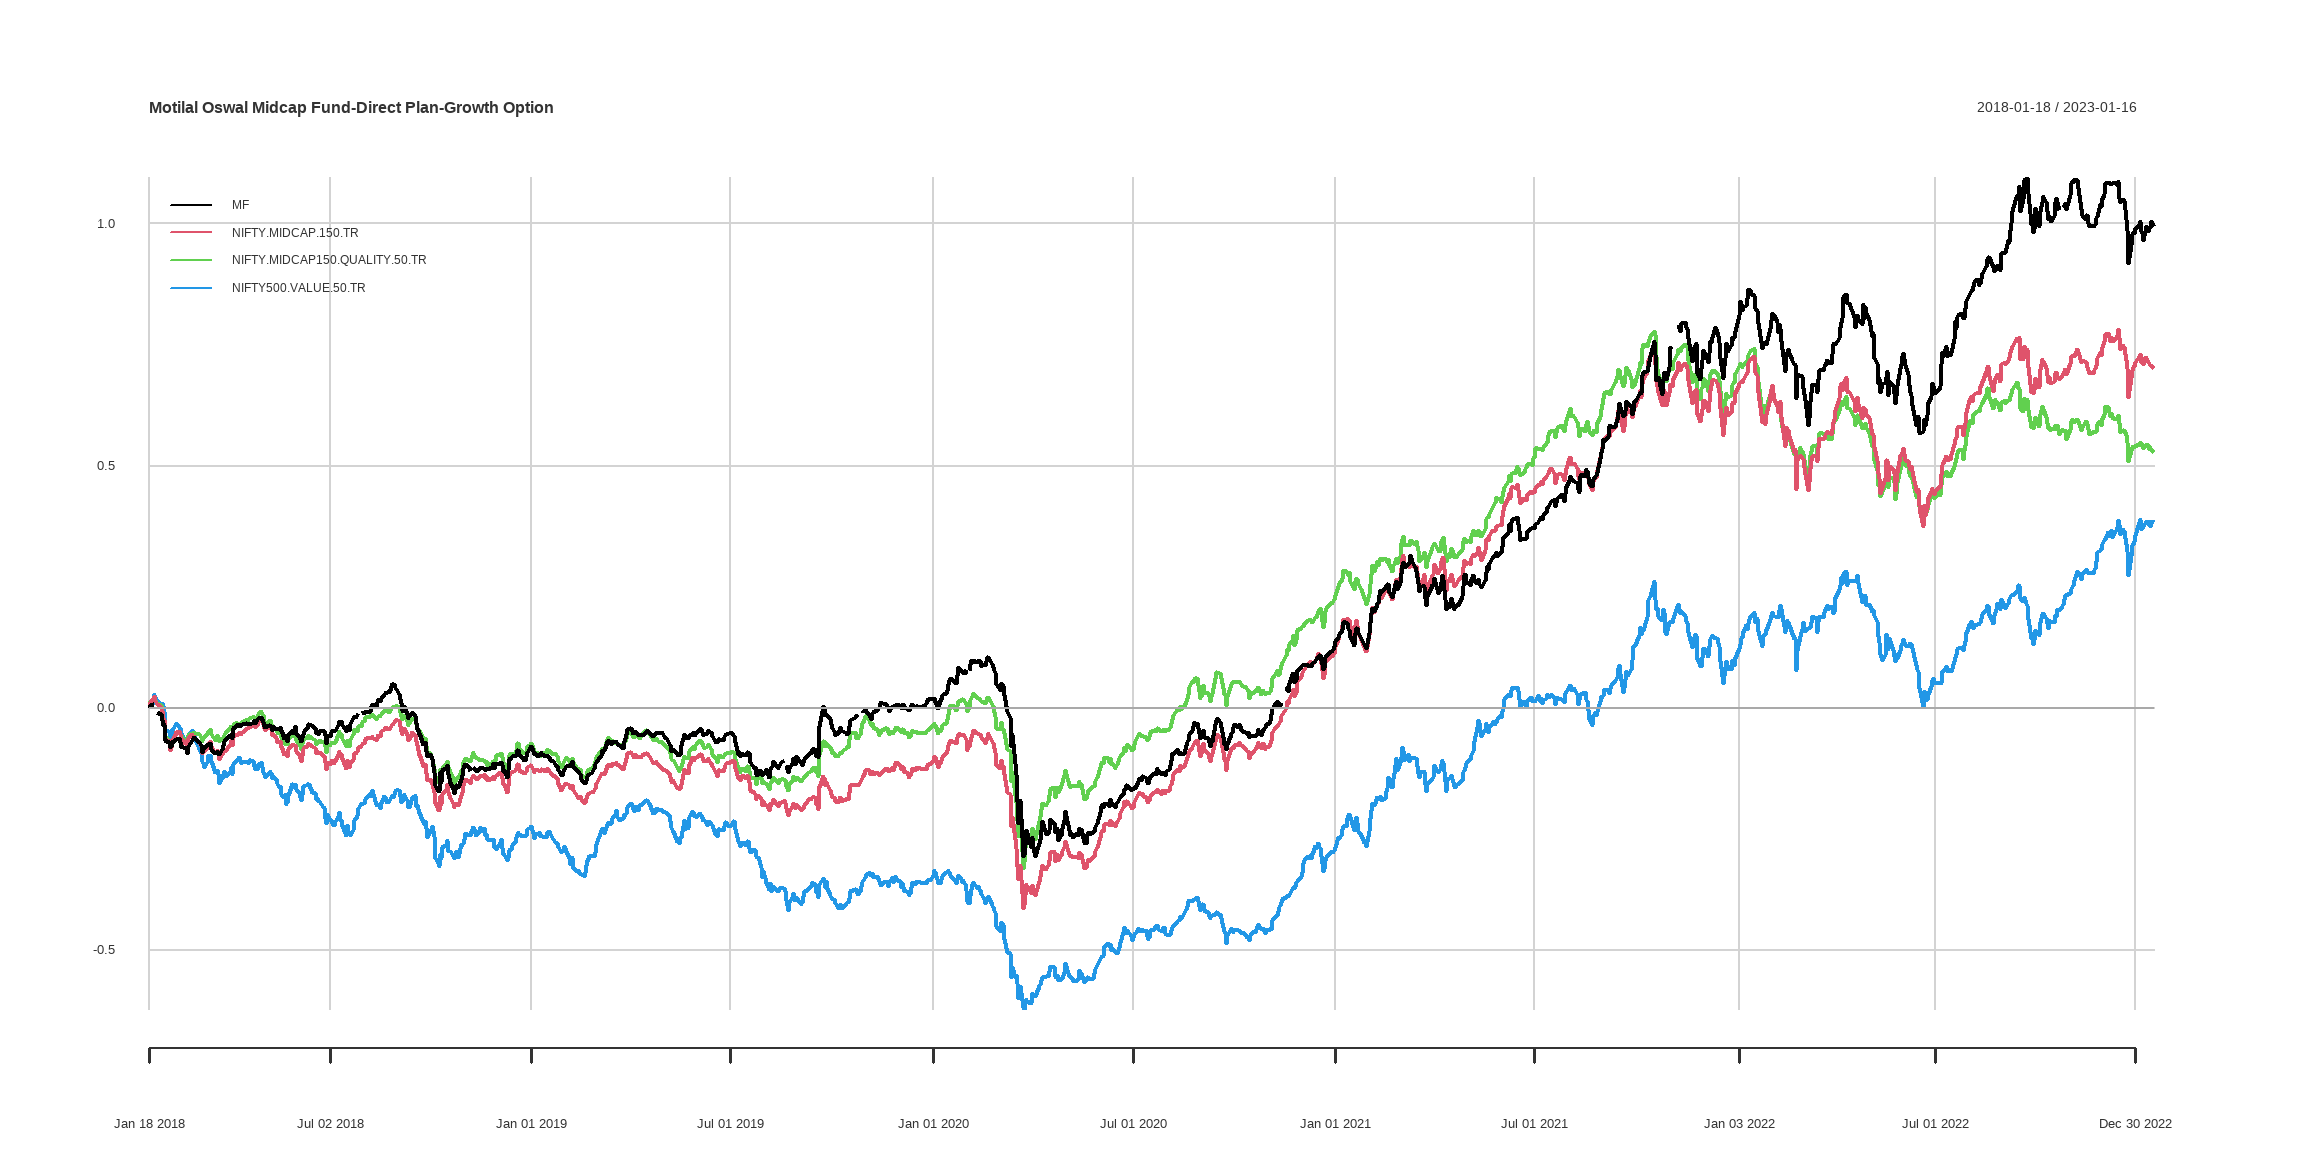 Motilal Oswal Midcap Fund-Direct Plan-Growth Option
2018-01-18 / 2023-01-16
MF
NIFTY.MIDCAP.150.TR
NIFTY.MIDCAP150.QUALITY.50.TR
NIFTY500.VALUE.50.TR
1.0
0.5
0.0
-0.5
Jan 18 2018
Jul 02 2018
Jan 01 2019
Jul 01 2019
Jan 01 2020
Jul 01 2020
Jan 01 2021
Jul 01 2021
Jan 03 2022
Jul 01 2022
Dec 30 2022